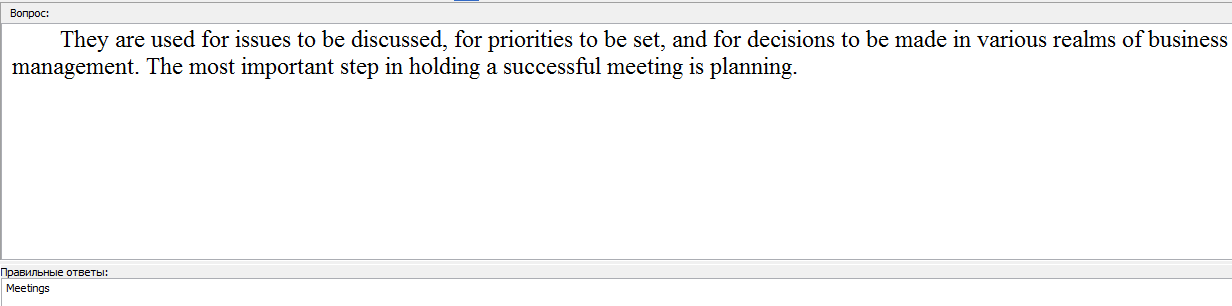 Вопрос:
They are used for issues to be discussed, for priorities to be set, and for decisions to be made in various realms of business
management. The most important step in holding a successful meeting is planning.
Правильные ответы:
Meetings